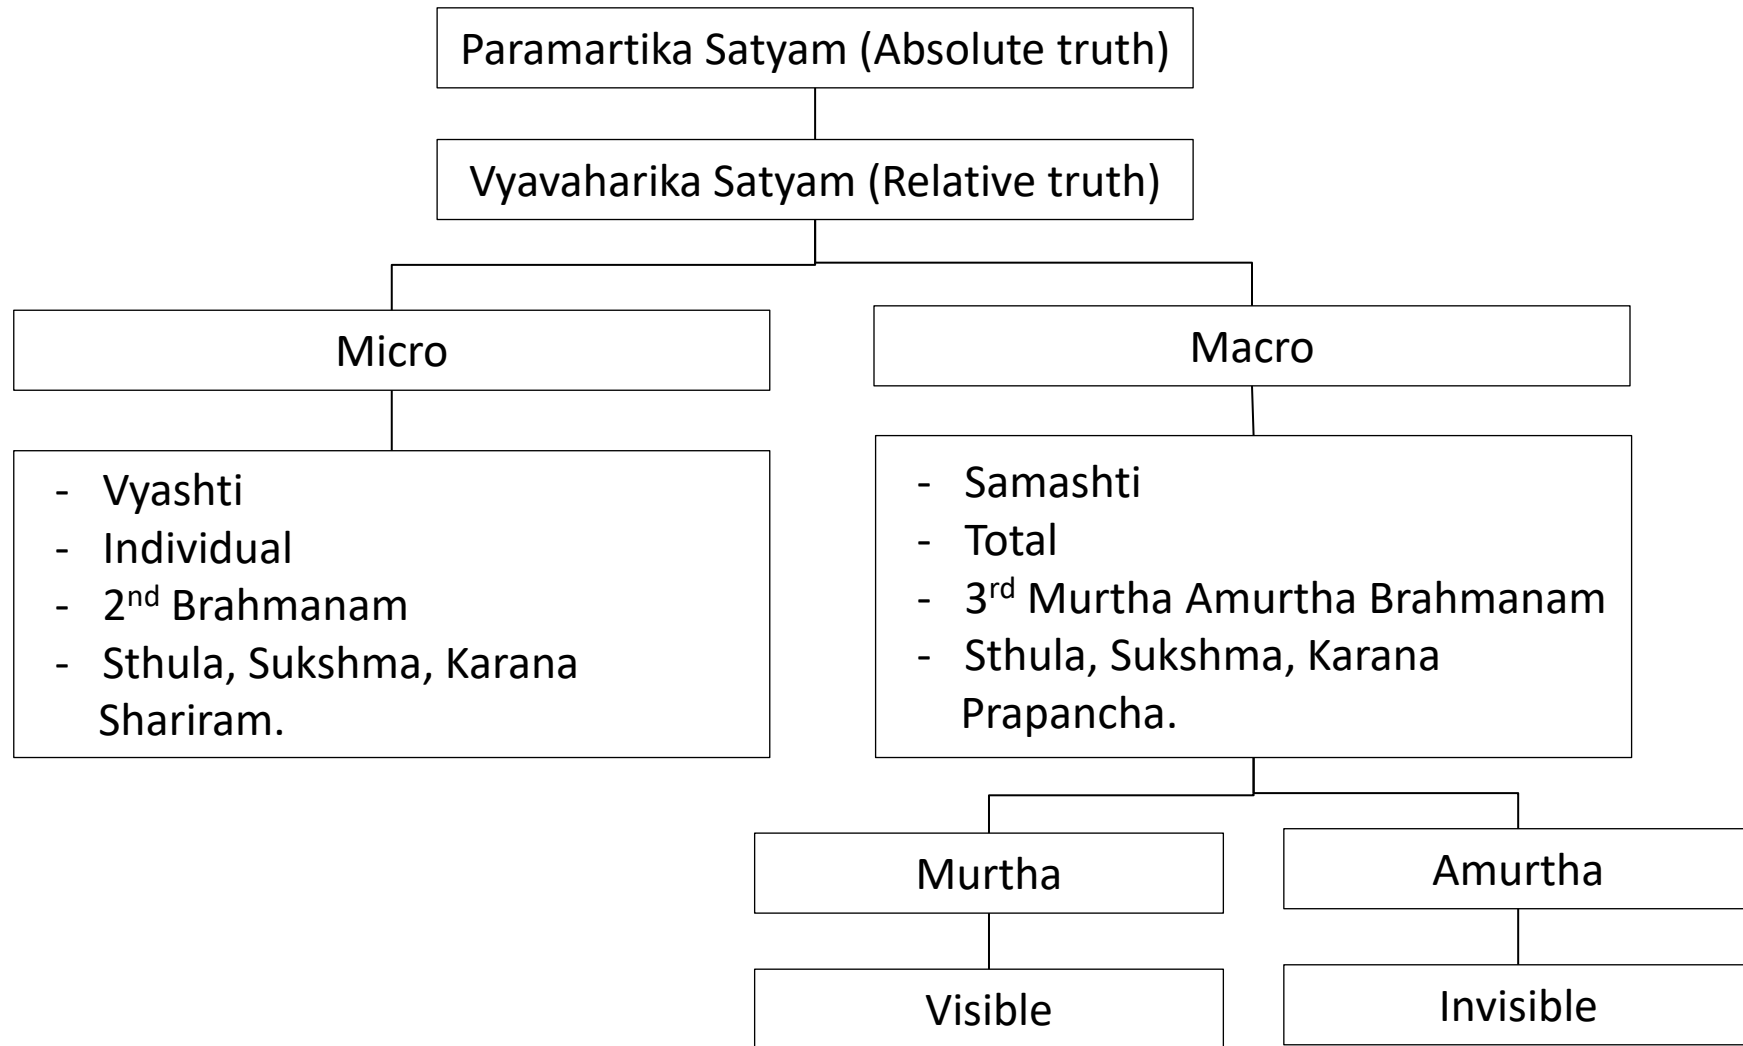 Paramartika Satyam (Absolute truth)
Vyavaharika Satyam (Relative truth)
Micro
Macro
- Vyashti
- Individual
- 2nd Brahmanam
- Sthula, Sukshma, Karana
Shariram.
- Samashti
- Total
- 3rd Murtha Amurtha Brahmanam
- Sthula, Sukshma, Karana
Prapancha.
Murtha
Amurtha
Visible
Invisible